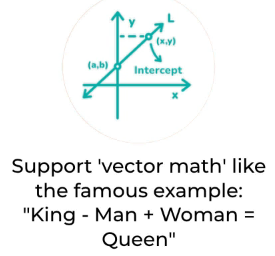 y
L
(x,y)
(a,b)
Intercept
x
Support 'vector math' like
the famous example:
"King - Man + Woman =
Queen"